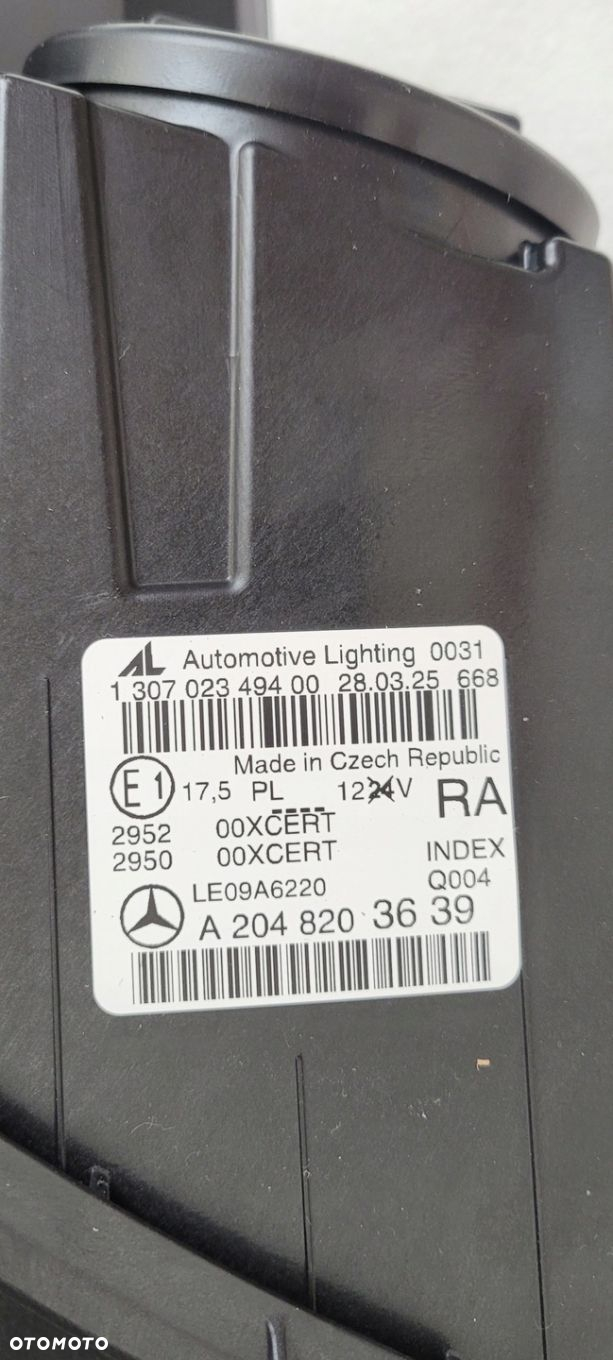 AL Automotive Lighting 0031
1 307 023 494 00 28.03.25 668
Made in Czech Republic
E1 17,5 PL 1224V RA
2952 00XCERT
2950 00XCERT INDEX
LE09A6220 Q004
A 204 820 36 39
OTOMOTO